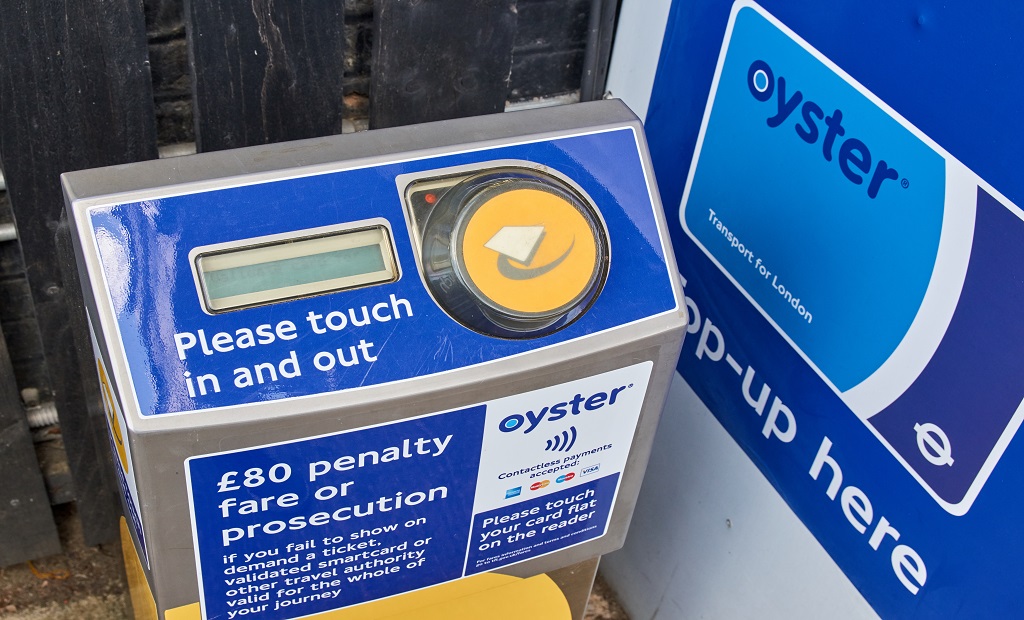 Please touch
in and out
£80 penalty
fare or
prosecution
if you fail to show on
demand a ticket,
validated smartcard or
other travel authority
valid for the whole of
your journey
oyster®
Contactless payments
accepted:
VISA
Please touch
your card flat
on the reader
oyster®
Transport for London
Top-up here